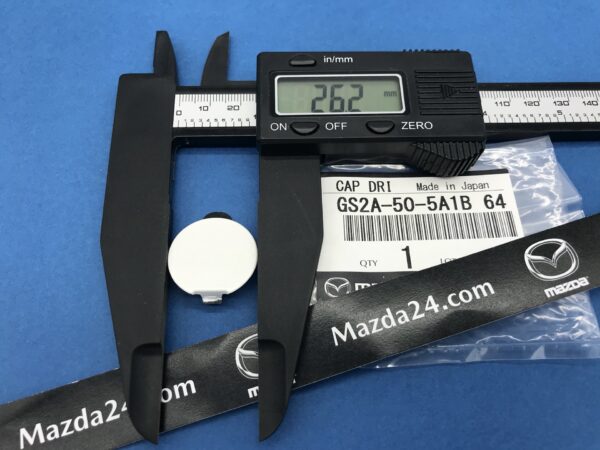 in/mm
26.2 mm
ON OFF ZERO
0 10 20
110 120 130 140
CAP DRI Made in Japan
GS2A-50-5A1B 64
QTY 1
mazda
Mazda24.com
mazda
Mazda24.com